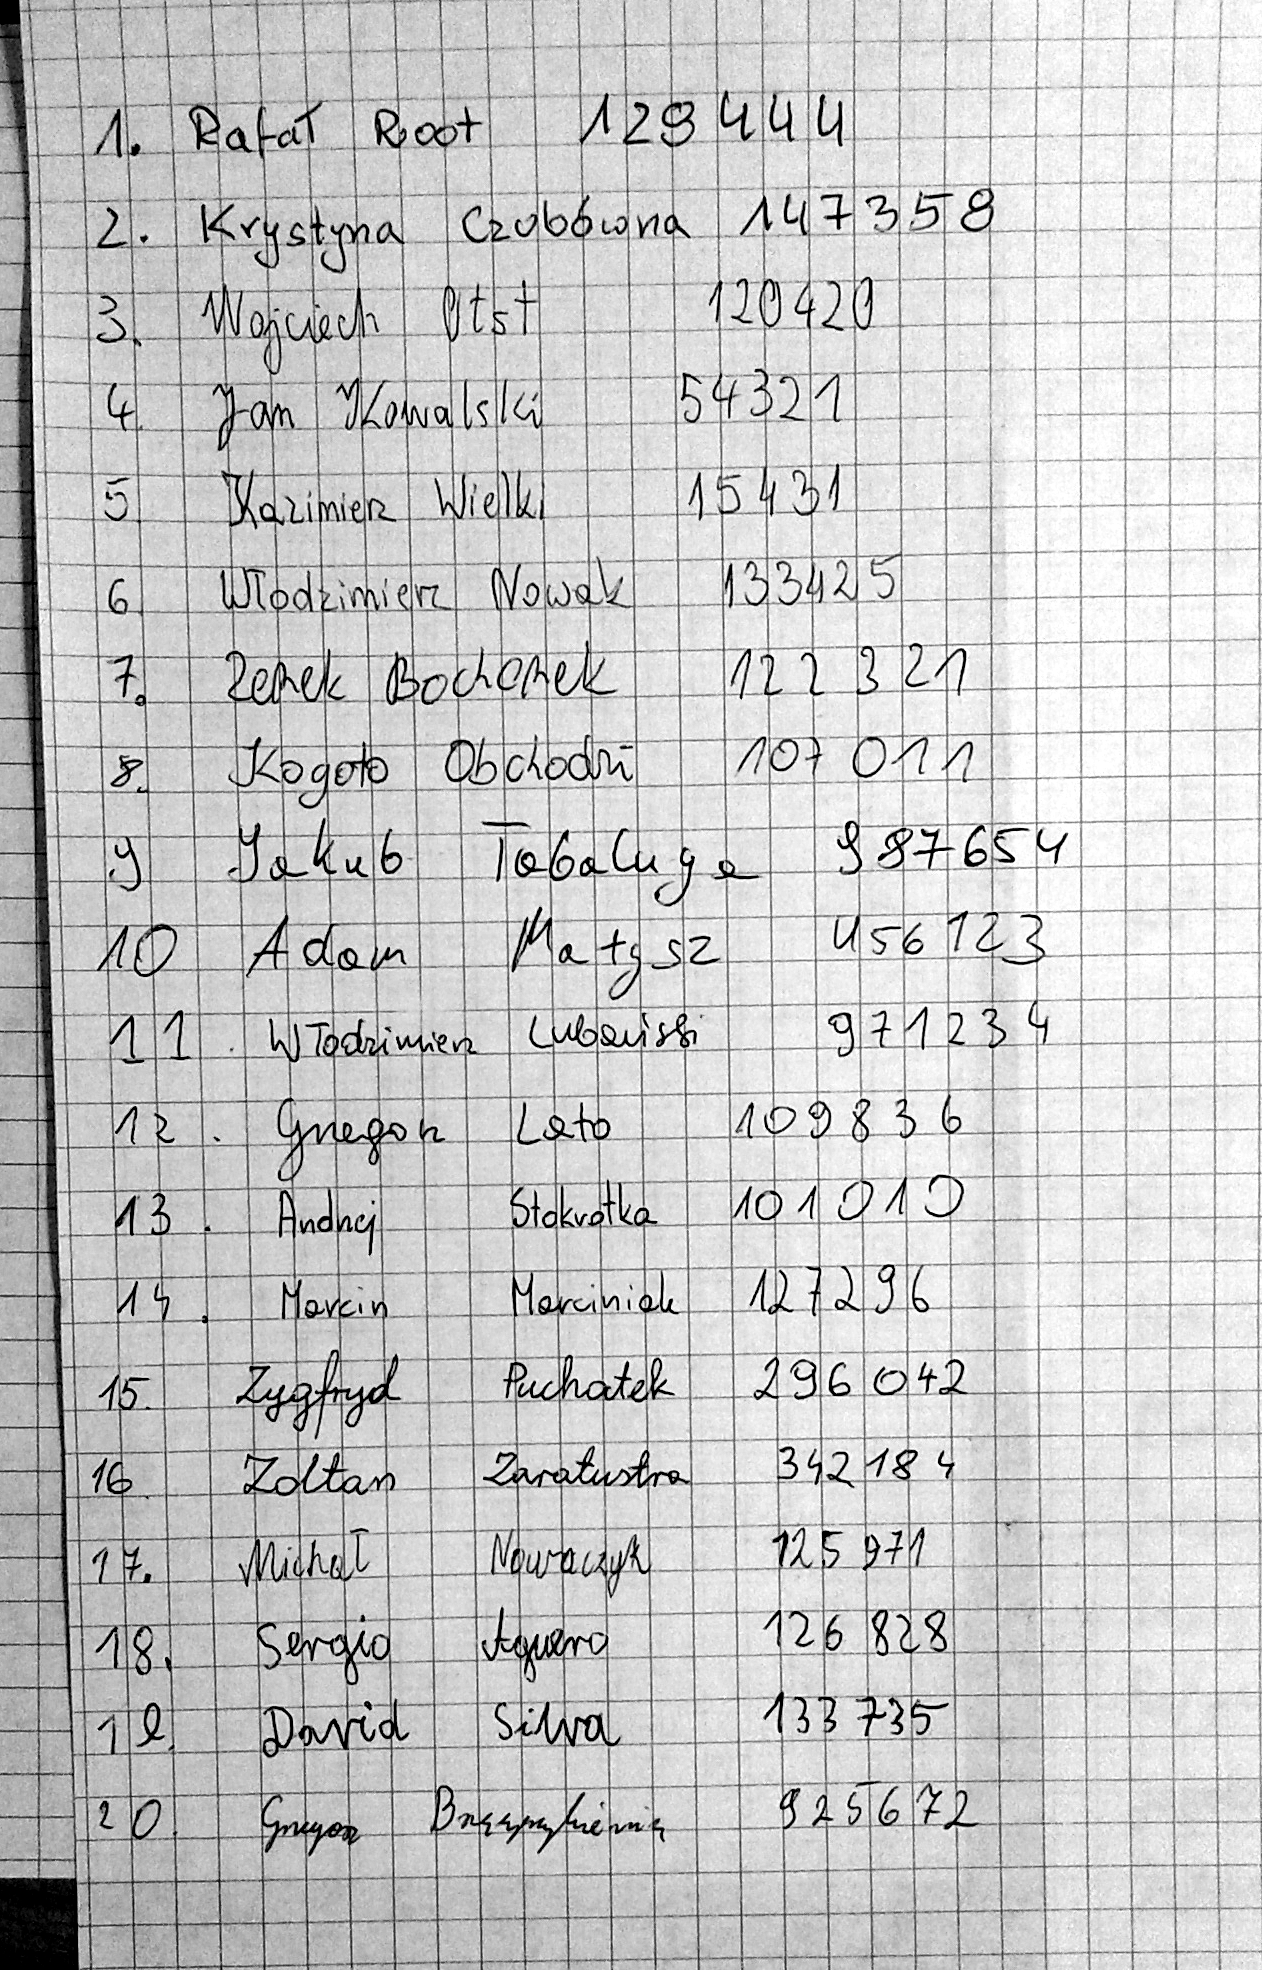 1. Rafał Root 129444
2. Krystyna Czubówna 147358
3. Wojciech Otst 120420
4. Jan Kowalski 54321
5. Kazimierz Wielki 15431
6. Włodzimierz Nowak 133425
7. Zenek Bochenek 122321
8. Kogoto Obchodzi 107011
9 Jakub Tabaluga 987654
10 Adam Małysz 456123
11. Włodzimierz Lubański 971234
12. Grzegorz Lato 109836
13. Andrzej Stokrotka 101010
14. Marcin Marciniak 127296
15. Zygfryd Puchatek 296042
16 Zoltan Zaratustra 342184
17. Michał Nowaczyk 125971
18. Sergio Aguero 126828
19. David Silva 133735
20. Grzegorz 925672